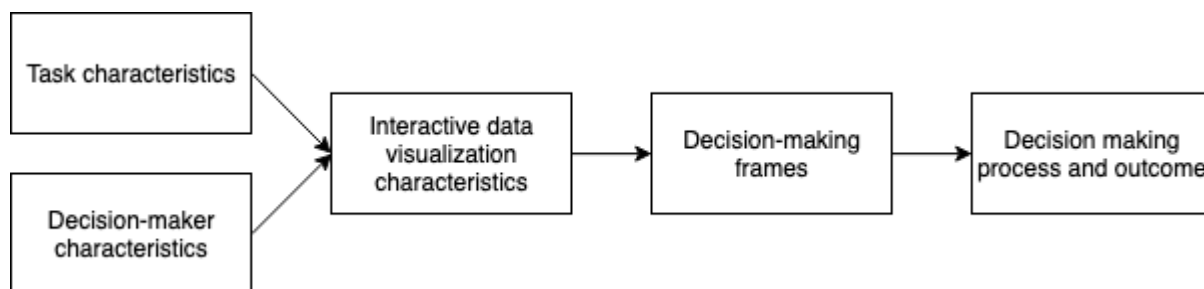 Task characteristics
Decision-maker
characteristics
Interactive data
visualization
characteristics
Decision-making
frames
Decision making
process and outcome